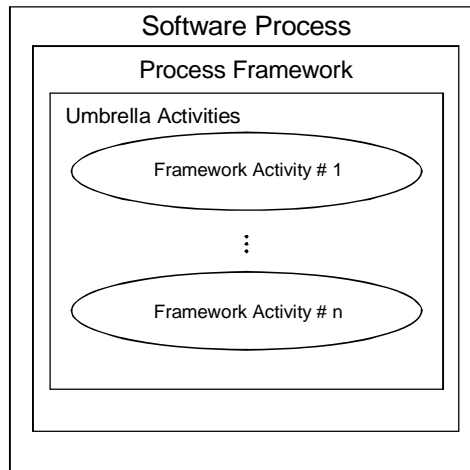 Software Process
Process Framework
Umbrella Activities
Framework Activity # 1
Framework Activity # n